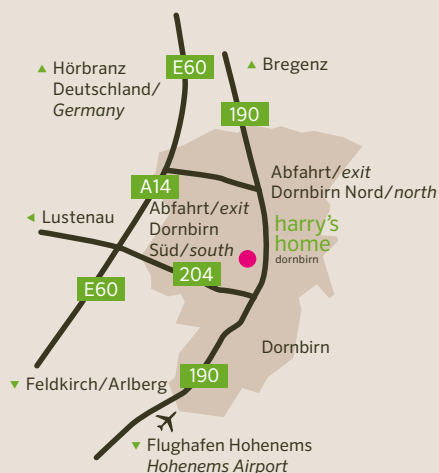 E60
Hörbranz
Deutschland/
Germany
Bregenz
190
A14
Abfahrt/exit
Dornbirn Nord/north
Lustenau
Abfahrt/exit
Dornbirn
Süd/south
harry's
home
dornbirn
204
E60
Dornbirn
190
Feldkirch/Arlberg
Flughafen Hohenems
Hohenems Airport